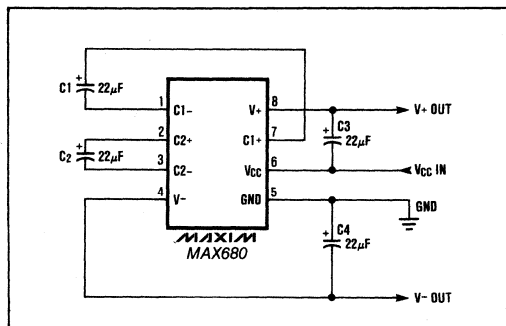 C1 + 22µF
1 C1−
2 C2+
C2 + 22µF
3 C2−
4 V−
V+ 8
C1+ 7
VCC 6
GND 5
V+ OUT
+ C3 22µF
VCC IN
GND
+ C4 22µF
V− OUT
MAXIM
MAX680